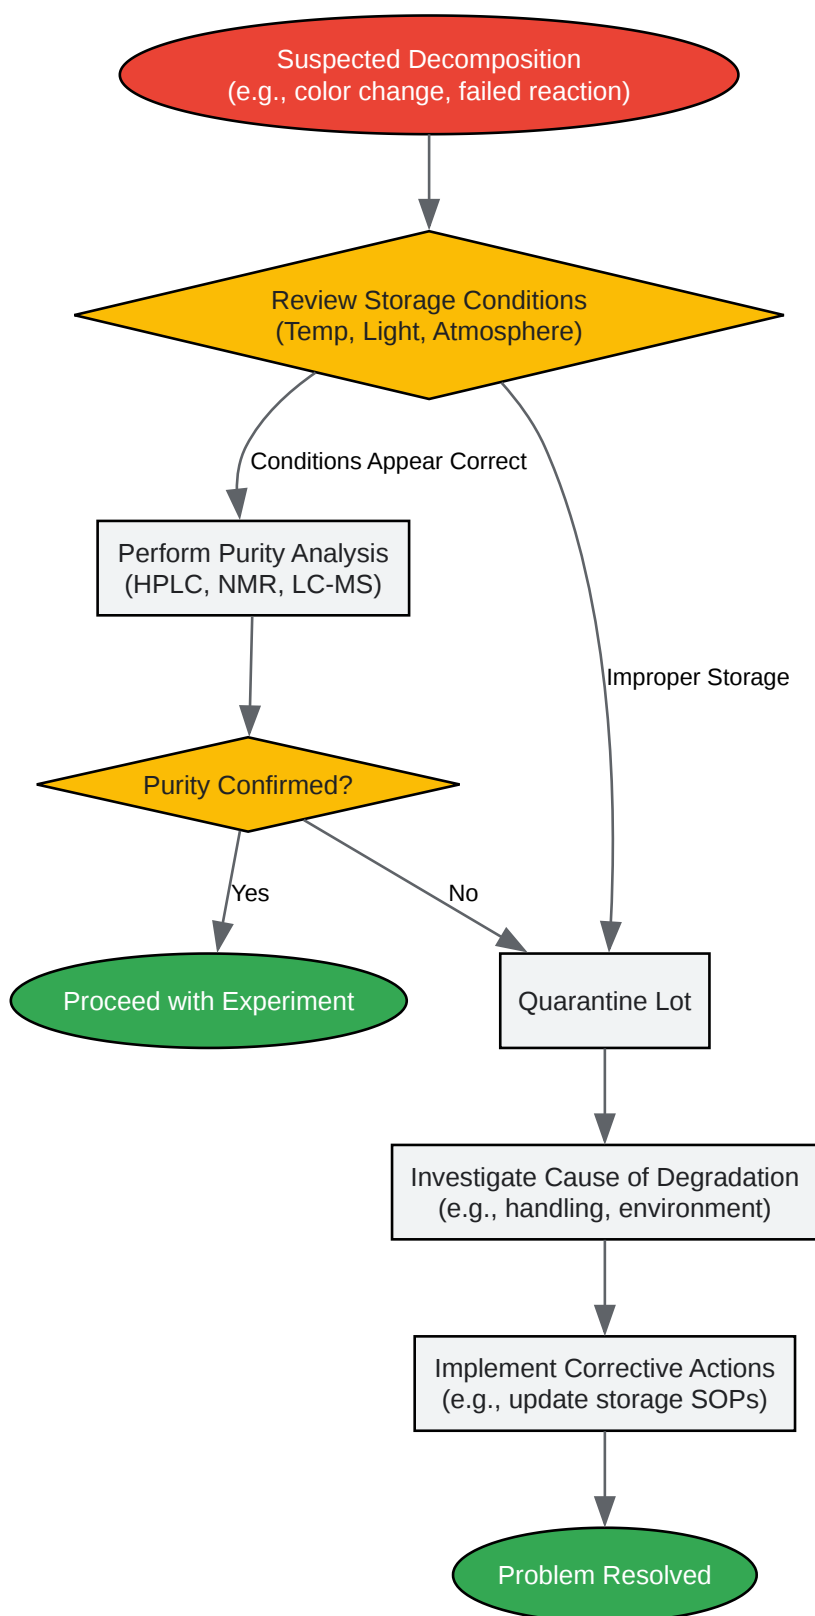 Suspected Decomposition
(e.g., color change, failed reaction)
Review Storage Conditions
(Temp, Light, Atmosphere)
Conditions Appear Correct
Perform Purity Analysis
(HPLC, NMR, LC-MS)
Improper Storage
Purity Confirmed?
Yes
No
Proceed with Experiment
Quarantine Lot
Investigate Cause of Degradation
(e.g., handling, environment)
Implement Corrective Actions
(e.g., update storage SOPs)
Problem Resolved